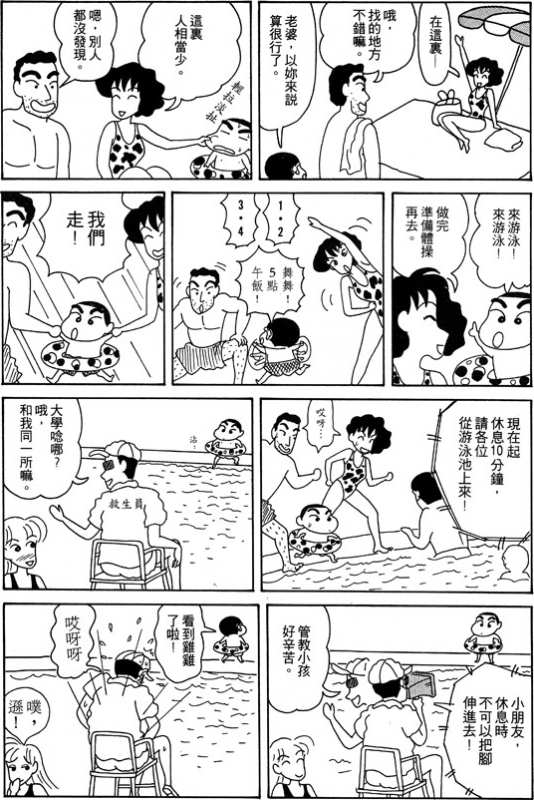 在這裏─
哦，
找的地方
不錯嘛。
老婆，以妳來說
算很行了。
這裏
人相當少。
輕拉淡扯
嗯，別人
都沒發現。
來游泳！
來游泳！
做完
準備體操
再去。
1・2・
3・4・
舞舞！
5點
午飯！
我們
走！
現在起
休息10分鐘，
請各位
從游泳池上來！
哎呀…
沾…
救生員
大學唸哪？
哦，
和我同一所嘛。
小朋友，
休息時
不可以把腳
伸進去！
管教小孩
好辛苦。
看到雞雞
了啦！
哎呀呀
噗，
遜！